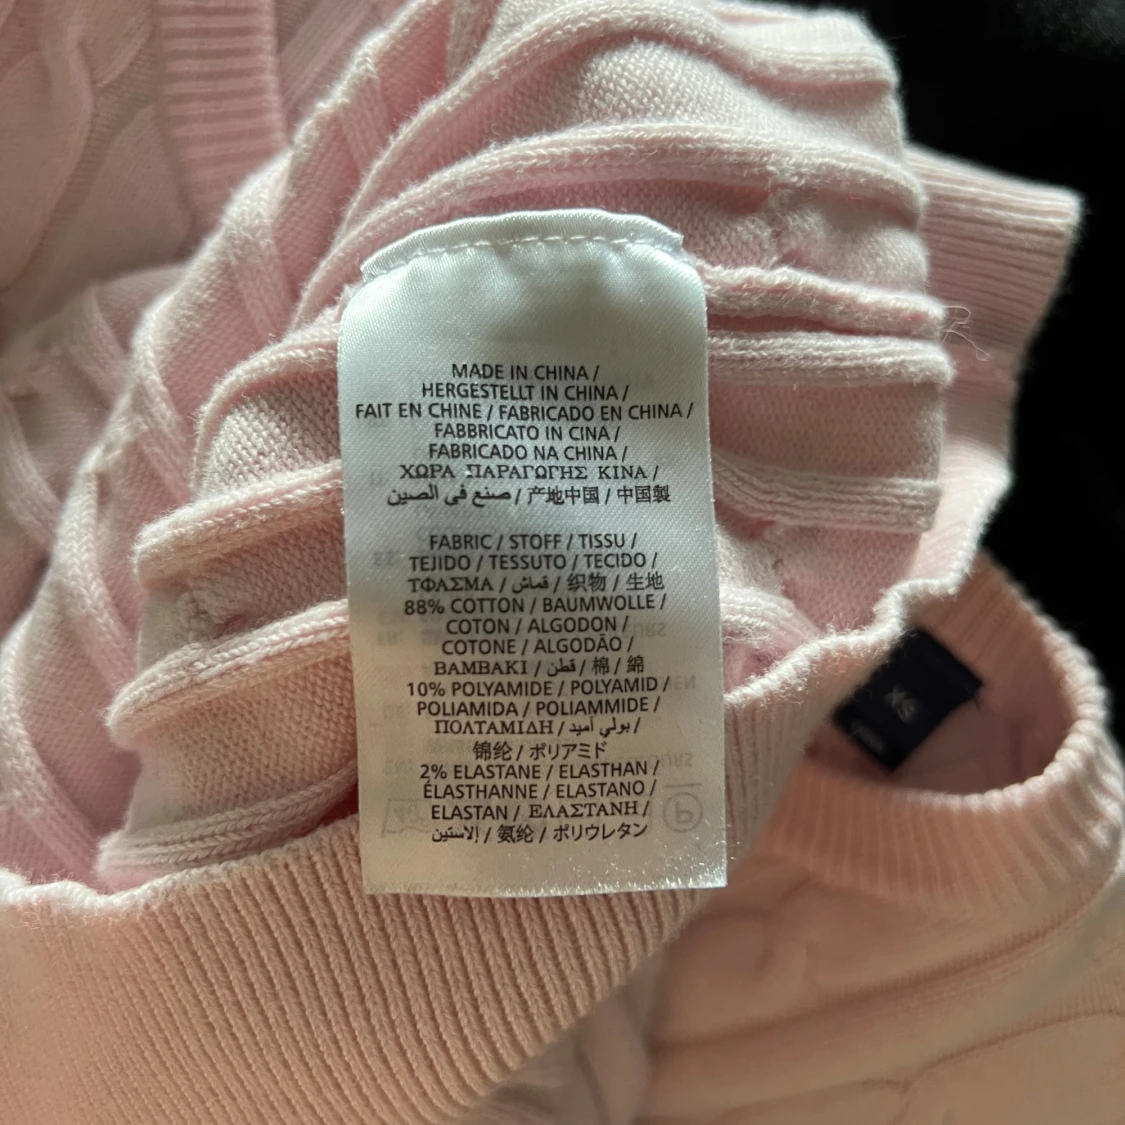 MADE IN CHINA /
HERGESTELLT IN CHINA /
FAIT EN CHINE / FABRICADO EN CHINA /
FABBRICATO IN CINA /
FABRICADO NA CHINA /
ΧΩΡΑ ΠΑΡΑΓΩΓΗΣ ΚΙΝΑ /
صنع في الصين / 产地中国 / 中国製
FABRIC / STOFF / TISSU /
TEJIDO / TESSUTO / TECIDO /
ΤΦΑΣΜΑ / قماش / 织物 / 生地
88% COTTON / BAUMWOLLE /
COTON / ALGODON /
COTONE / ALGODÃO /
ΒΑΜΒΑΚΙ / قطن / 棉 / 綿
10% POLYAMIDE / POLYAMID /
POLIAMIDA / POLIAMMIDE /
ΠΟΛΤΑΜΙΔΗ / بولي أميد /
锦纶 / ポリアミド
2% ELASTANE / ELASTHAN /
ÉLASTHANNE / ELASTANO /
ELASTAN / ΕΛΑΣΤΑΝΗ /
إلاستين / 氨纶 / ポリウレタン
XS